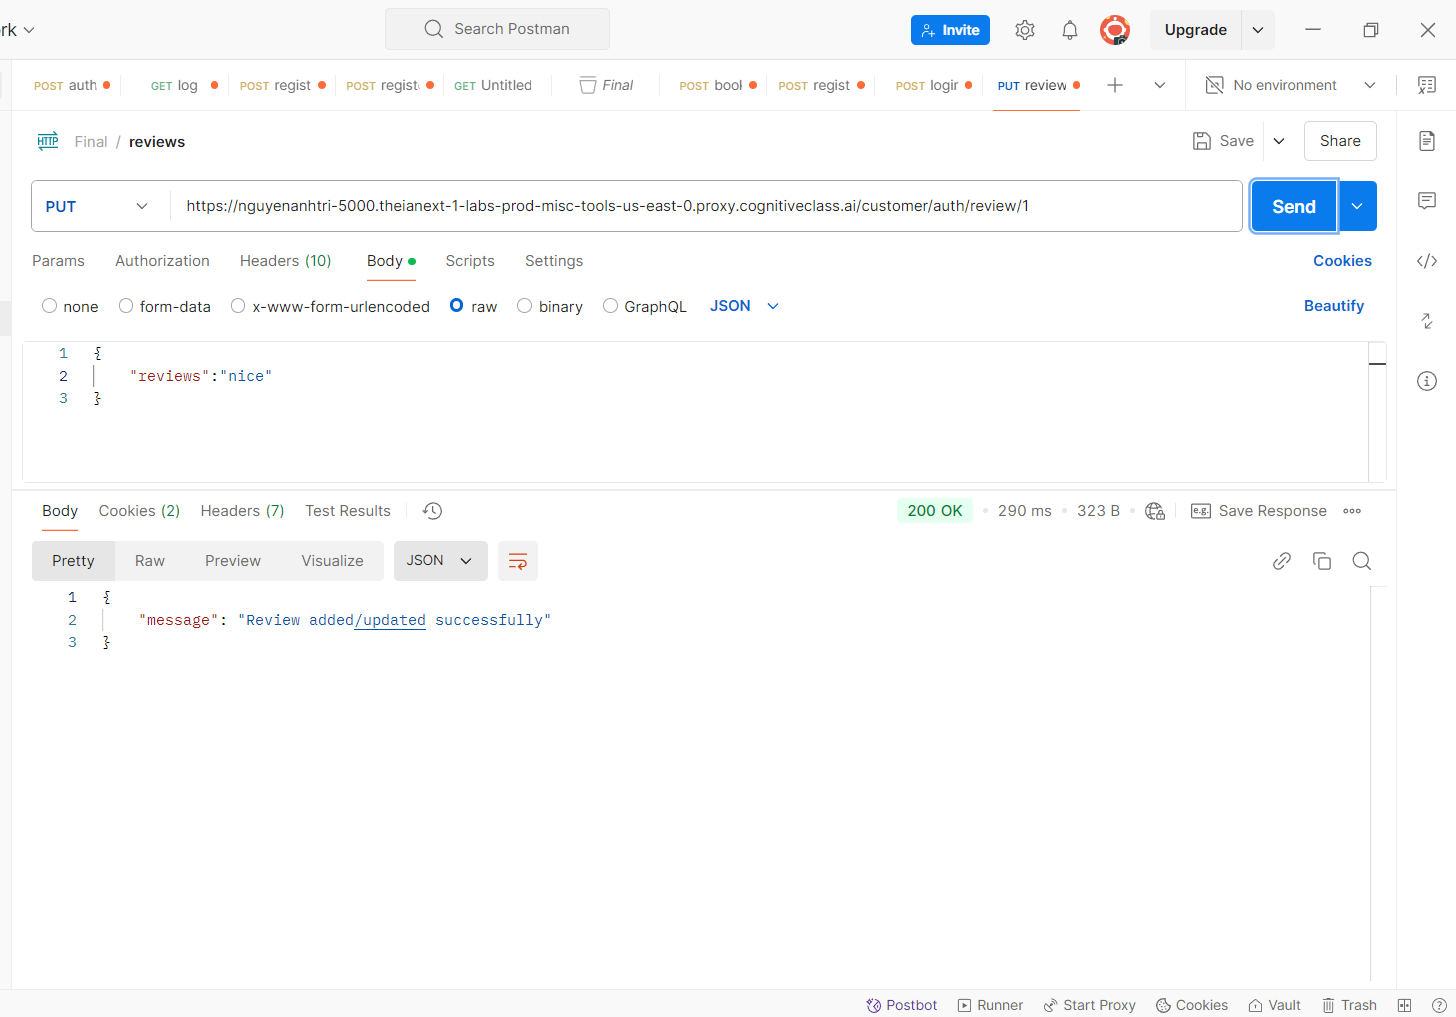 rk
Search Postman
Invite
Upgrade
POST auth
GET log
POST regist
POST regist
GET Untitled
Final
POST bool
POST regist
POST login
PUT review
No environment
Final / reviews
Save
Share
PUT
https://nguyenanhtri-5000.theianext-1-labs-prod-misc-tools-us-east-0.proxy.cognitiveclass.ai/customer/auth/review/1
Send
Params
Authorization
Headers (10)
Body
Scripts
Settings
Cookies
none
form-data
x-www-form-urlencoded
raw
binary
GraphQL
JSON
Beautify
1 {
2 "reviews":"nice"
3 }
Body
Cookies (2)
Headers (7)
Test Results
200 OK
290 ms
323 B
e.g.
Save Response
Pretty
Raw
Preview
Visualize
JSON
1 {
2 "message": "Review added/updated successfully"
3 }
Postbot
Runner
Start Proxy
Cookies
Vault
Trash